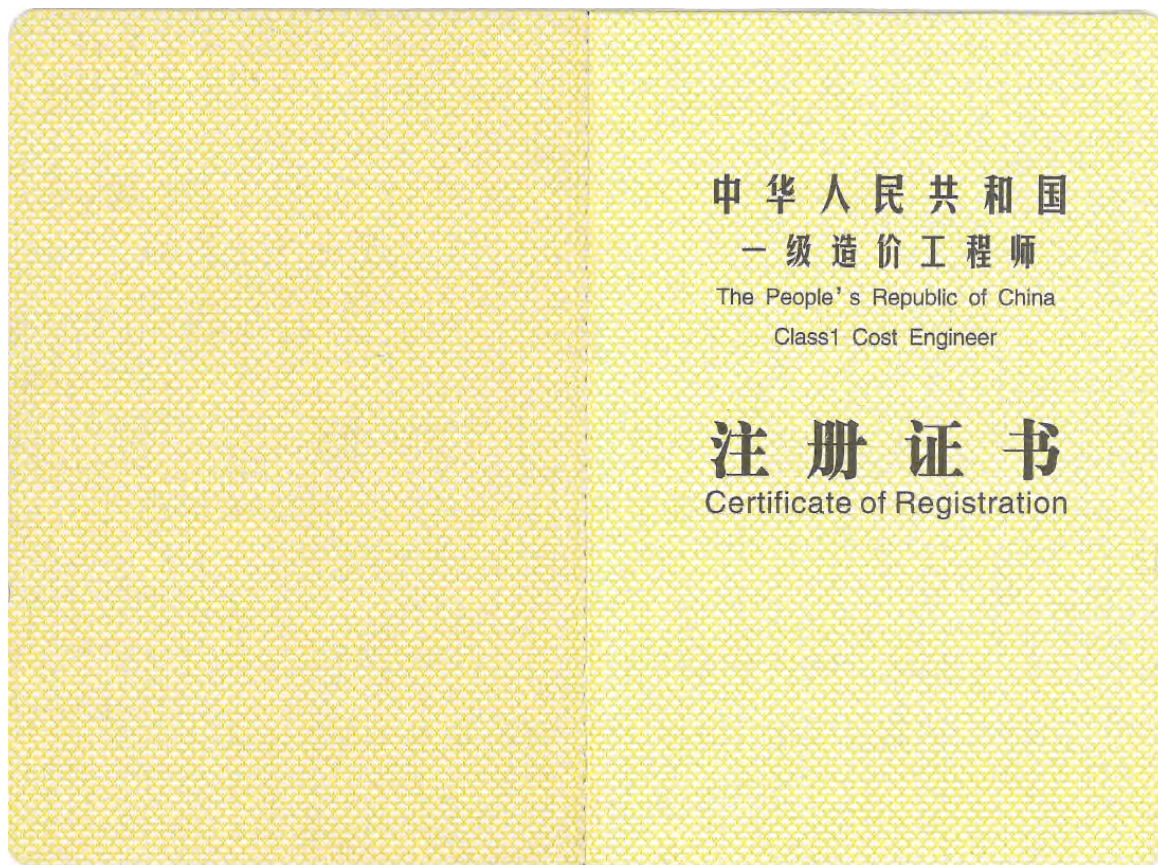 中华人民共和国
一级造价工程师
The People's Republic of China
Class1 Cost Engineer
注册证书
Certificate of Registration